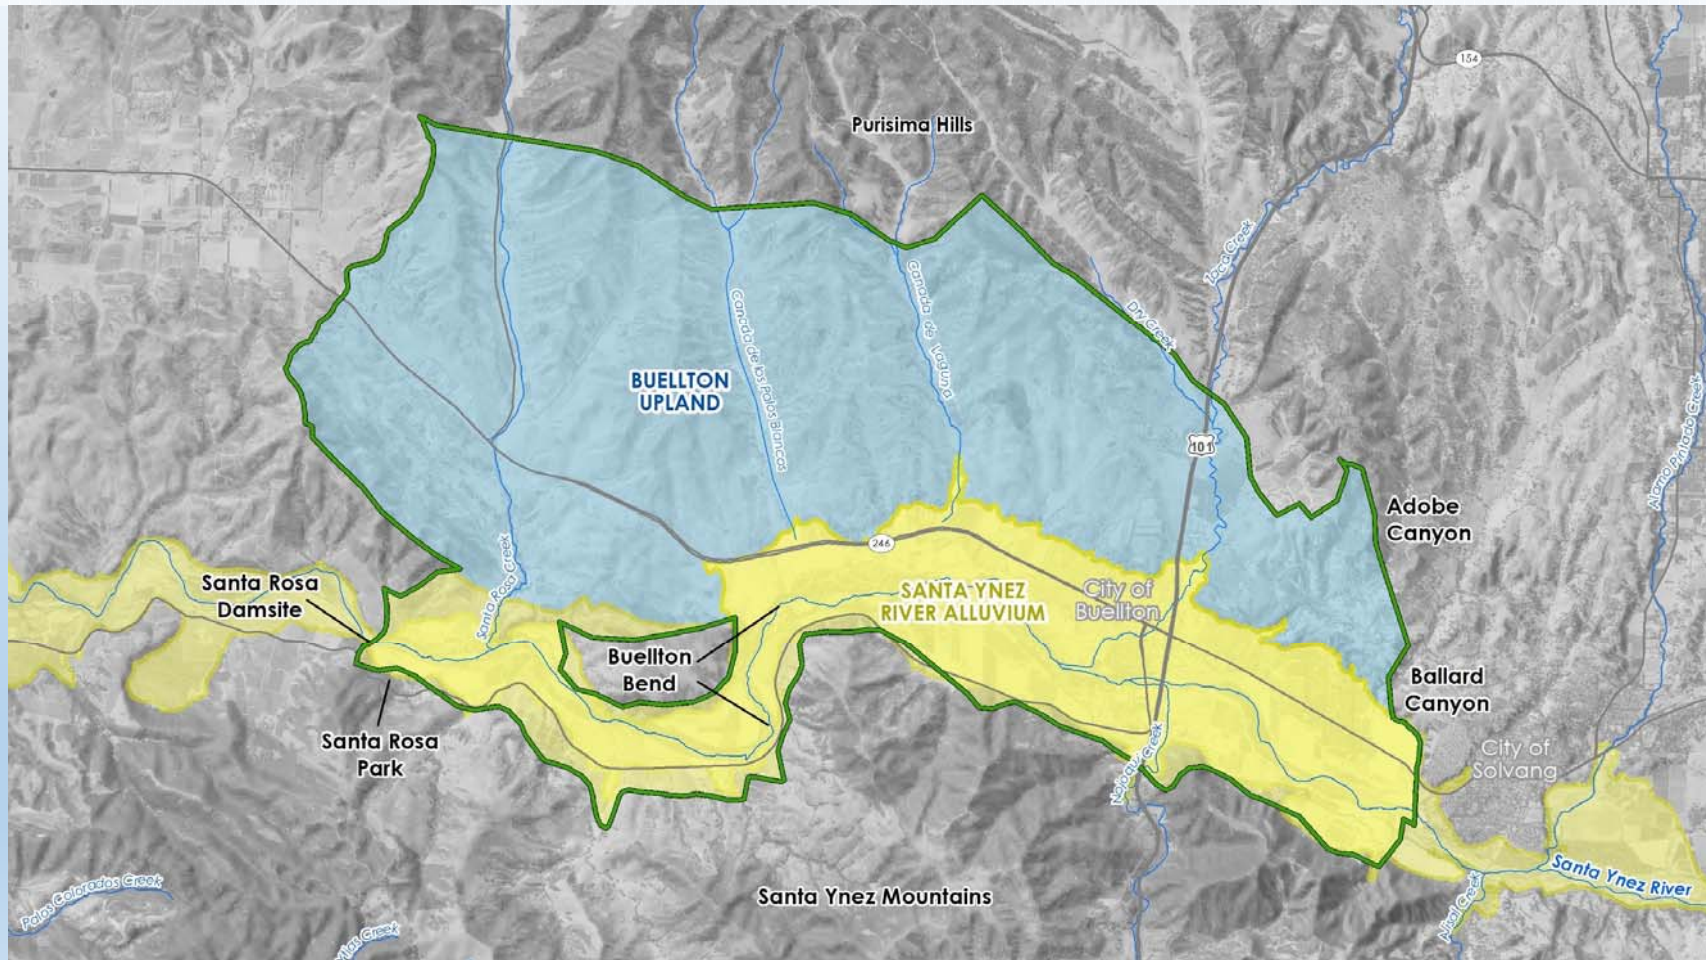 154
Purisima Hills
Zaca Creek
Canada de los Palos Blancos
Canada de Laguna
Dry Creek
BUELLTON
UPLAND
101
Alamo Pintado Creek
Adobe
Canyon
246
Santa Rosa Creek
Santa Rosa
Damsite
SANTA YNEZ
RIVER ALLUVIUM
City of
Buellton
Buellton
Bend
Ballard
Canyon
Santa Rosa
Park
Nojoqui Creek
City of
Solvang
Santa Ynez River
Santa Ynez Mountains
Palos Colorados Creek
Alisal Creek
Creek